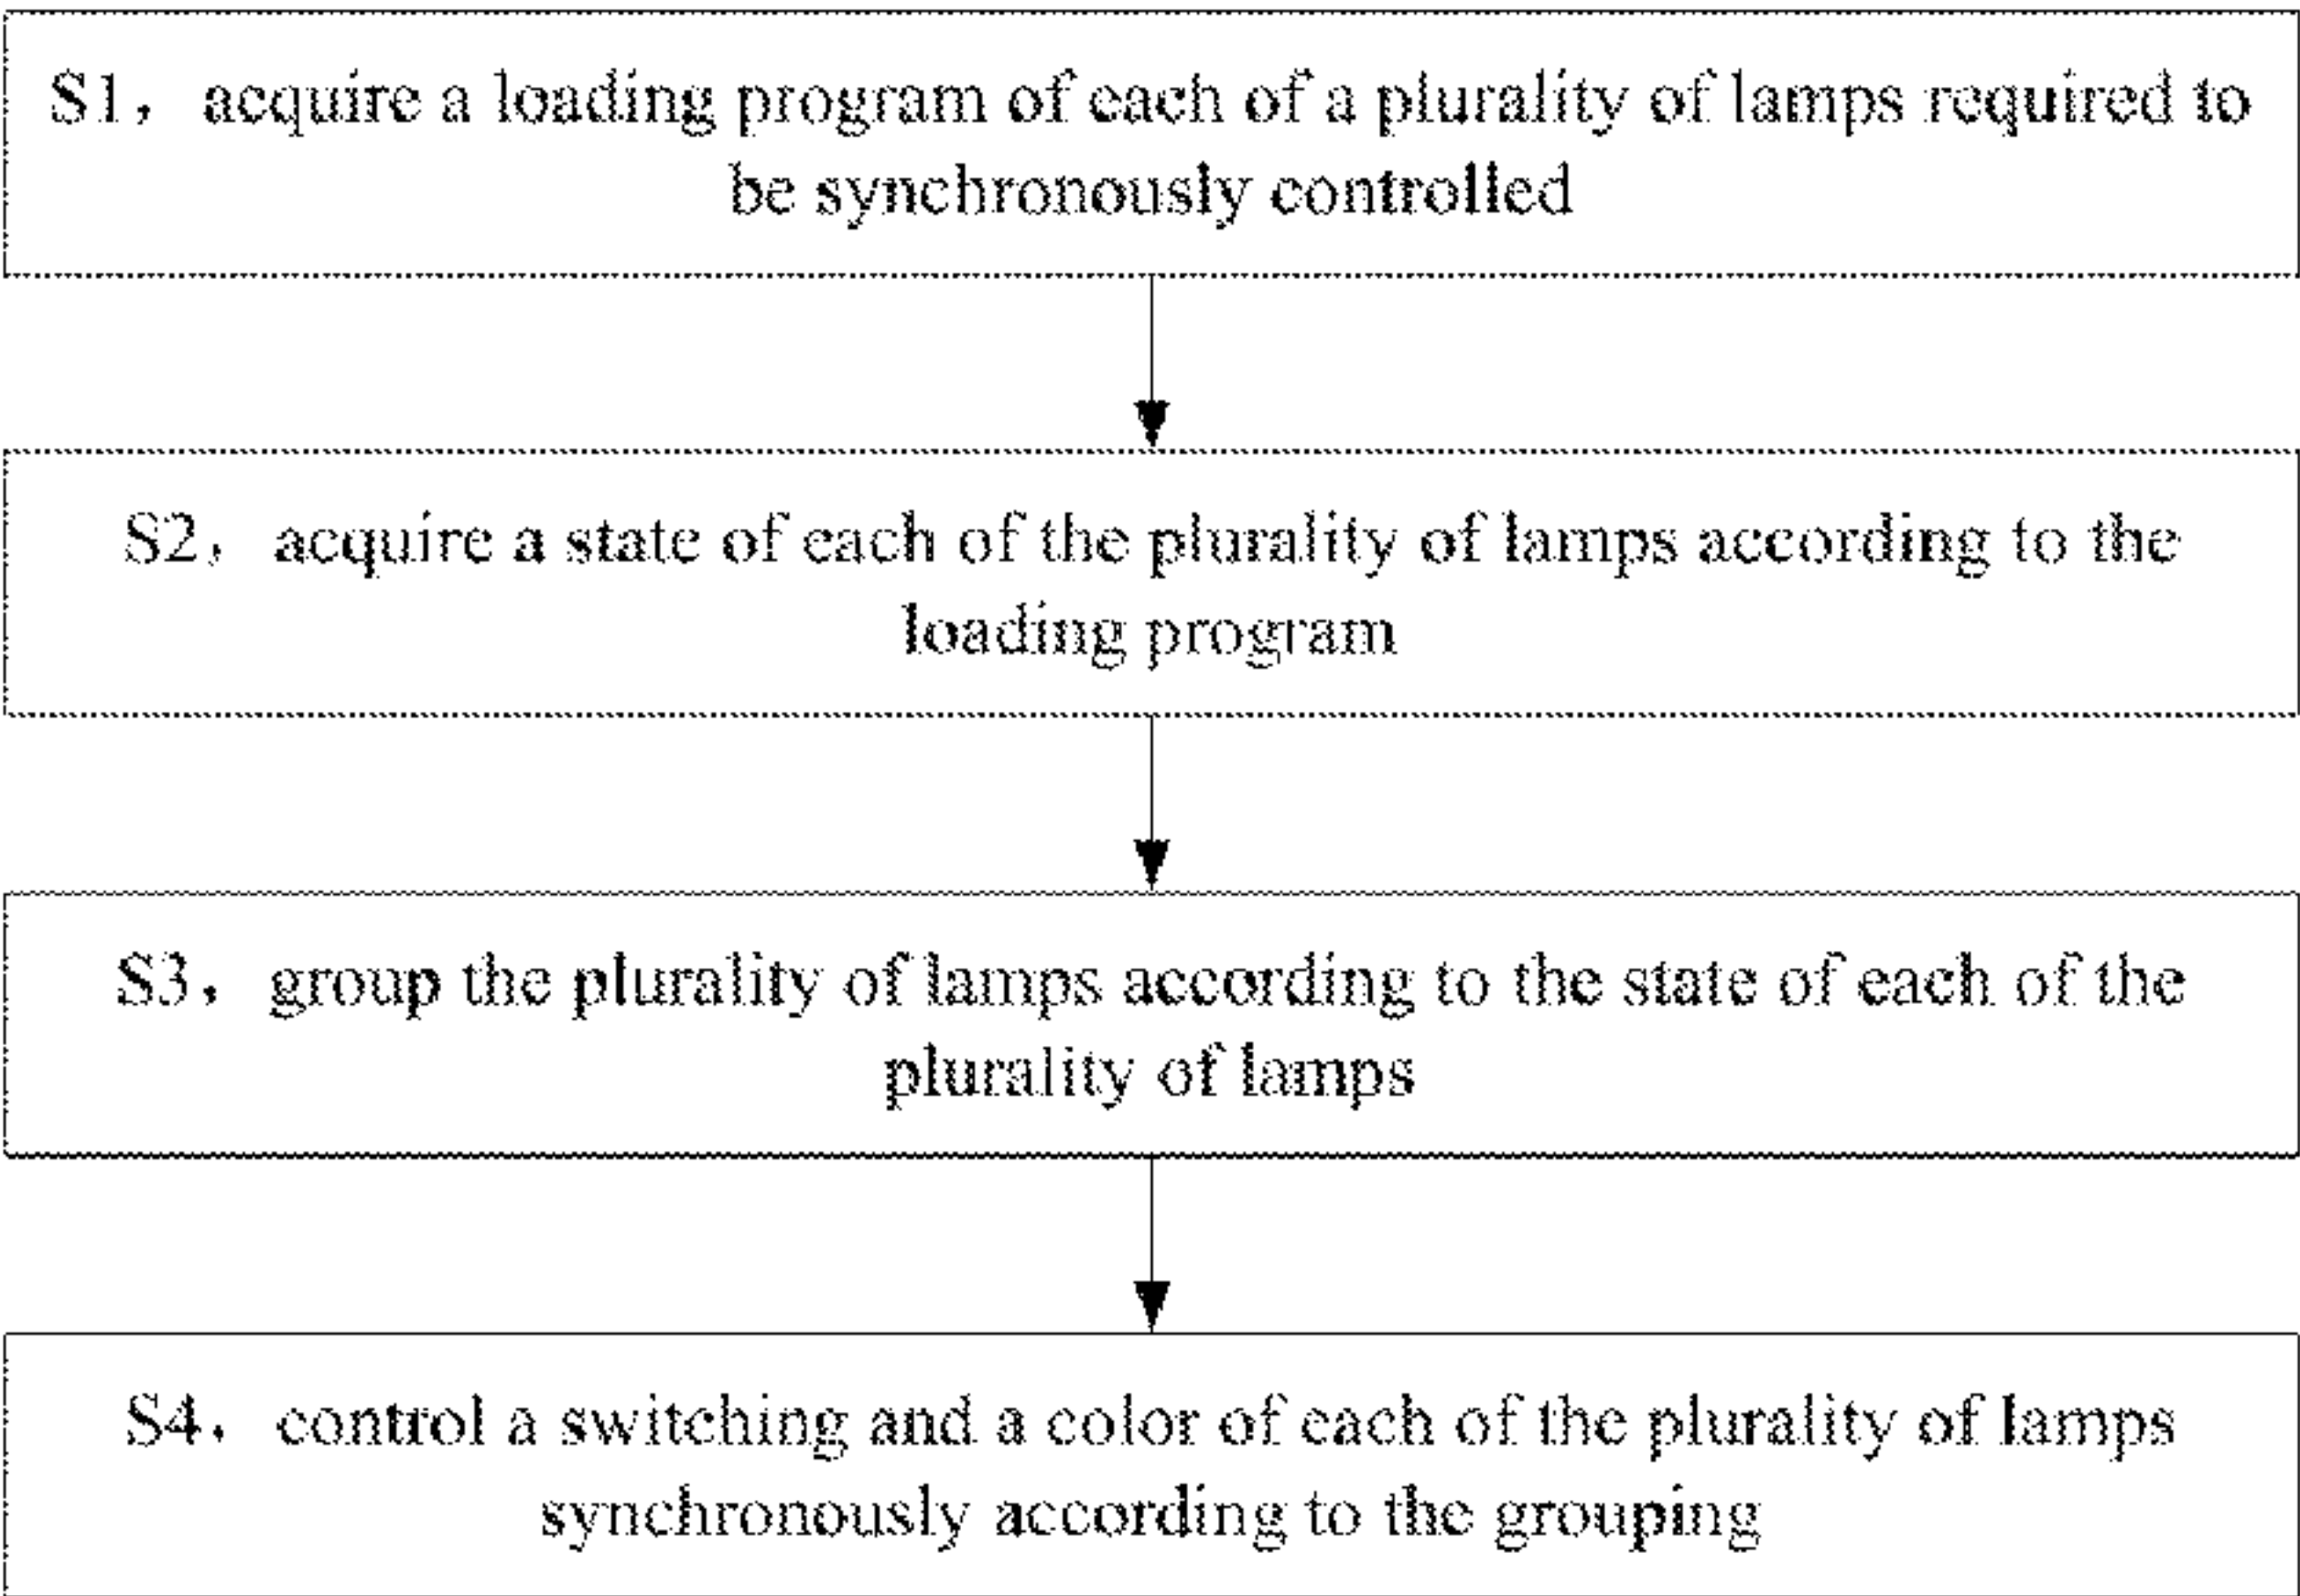 S1, acquire a loading program of each of a plurality of lamps required to
be synchronously controlled
S2, acquire a state of each of the plurality of lamps according to the
loading program
S3, group the plurality of lamps according to the state of each of the
plurality of lamps
S4, control a switching and a color of each of the plurality of lamps
synchronously according to the grouping